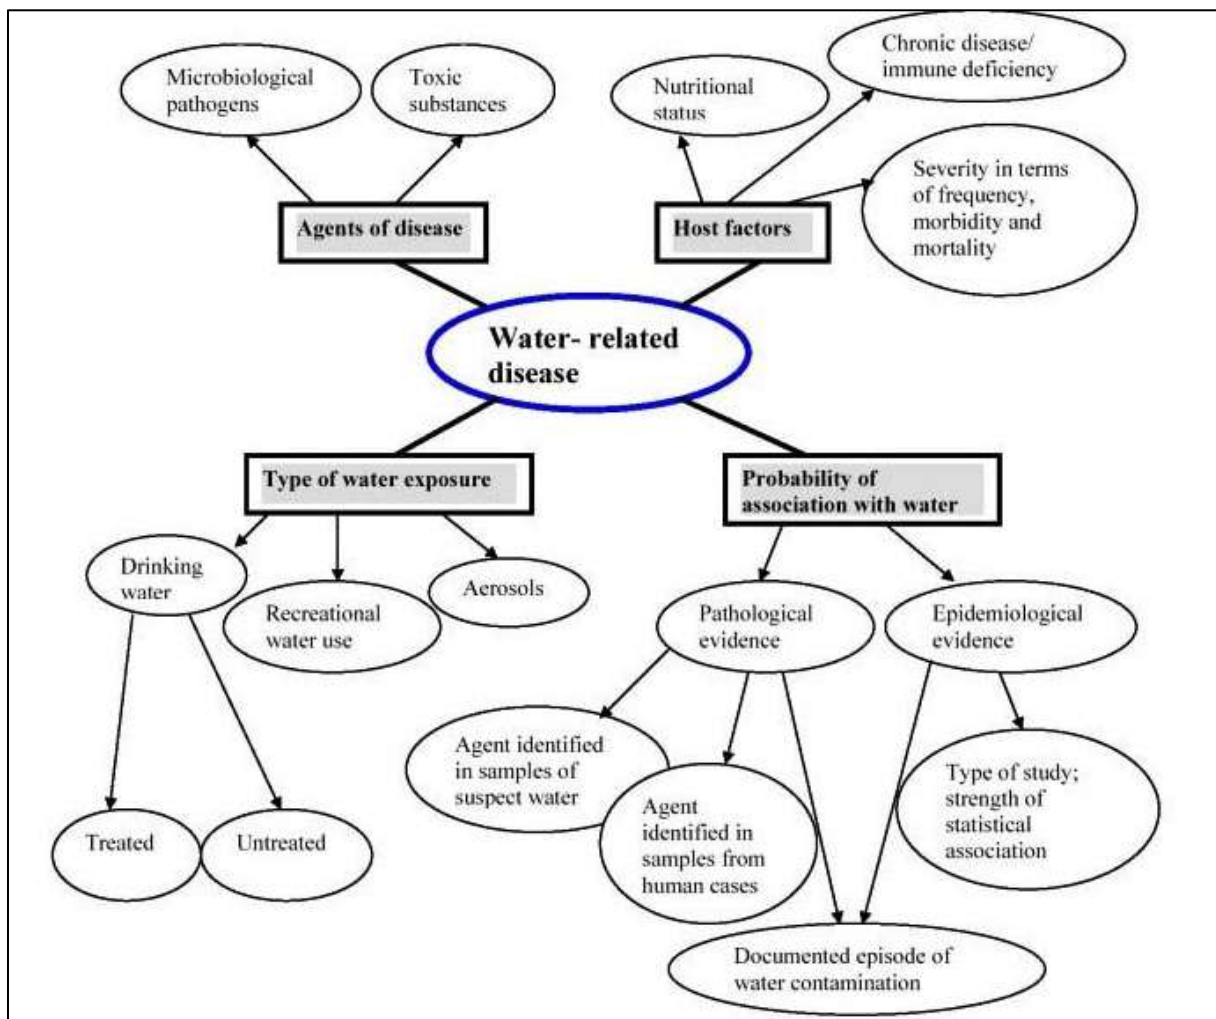 Microbiological
pathogens
Toxic
substances
Nutritional
status
Chronic disease/
immune deficiency
Severity in terms
of frequency,
morbidity and
mortality
Agents of disease
Host factors
Water- related
disease
Type of water exposure
Probability of
association with water
Drinking
water
Recreational
water use
Aerosols
Pathological
evidence
Epidemiological
evidence
Treated
Untreated
Agent identified
in samples of
suspect water
Agent
identified in
samples from
human cases
Type of study;
strength of
statistical
association
Documented episode of
water contamination